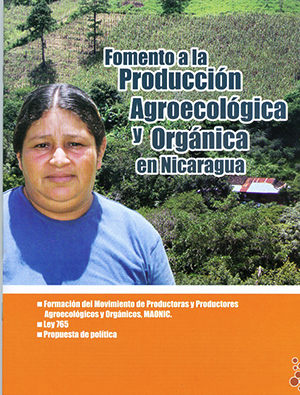 Fomento a la
Producción
Agroecológica
y Orgánica
en Nicaragua
Formación del Movimiento de Productoras y Productores
Agroecológicos y Orgánicos, MAONIC.
Ley 765
Propuesta de política